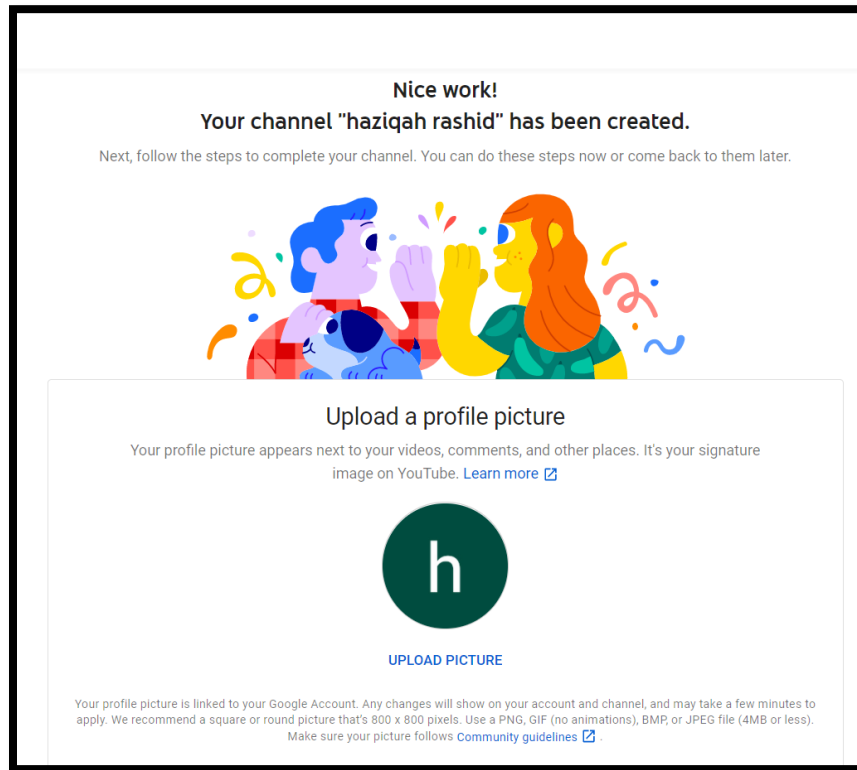 Nice work!
Your channel "haziqah rashid" has been created.
Next, follow the steps to complete your channel. You can do these steps now or come back to them later.
Upload a profile picture
Your profile picture appears next to your videos, comments, and other places. It's your signature
image on YouTube. Learn more
h
UPLOAD PICTURE
Your profile picture is linked to your Google Account. Any changes will show on your account and channel, and may take a few minutes to
apply. We recommend a square or round picture that's 800 x 800 pixels. Use a PNG, GIF (no animations), BMP, or JPEG file (4MB or less).
Make sure your picture follows Community guidelines .